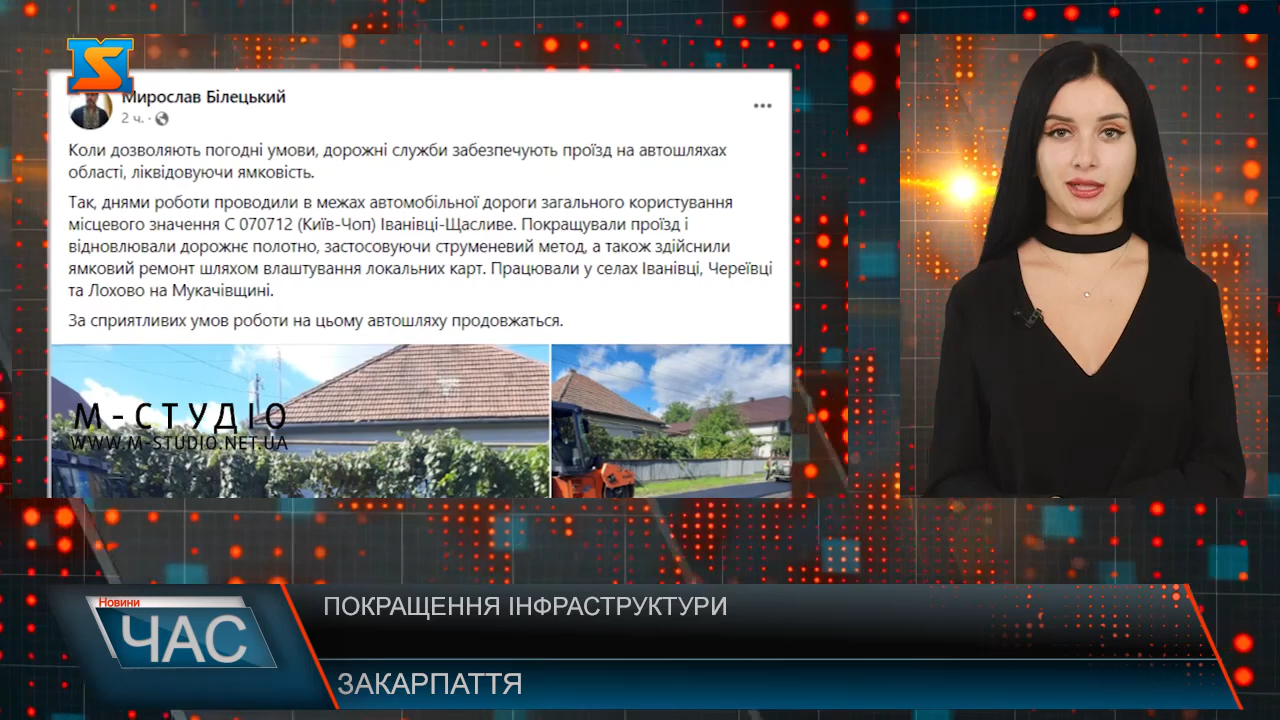 Мирослав Білецький
2 ч.
Коли дозволяють погодні умови, дорожні служби забезпечують проїзд на автошляхах
області, ліквідовуючи ямковість.
Так, днями роботи проводили в межах автомобільної дороги загального користування
місцевого значення С 070712 (Київ-Чоп) Іванівці-Щасливе. Покращували проїзд і
відновлювали дорожнє полотно, застосовуючи струменевий метод, а також здійснили
ямковий ремонт шляхом влаштування локальних карт. Працювали у селах Іванівці, Череївці
та Лохово на Мукачівщині.
За сприятливих умов роботи на цьому автошляху продовжаться.
М-СТУДІО
WWW.M-STUDIO.NET.UA
Новини
ЧАС
ПОКРАЩЕННЯ ІНФРАСТРУКТУРИ
ЗАКАРПАТТЯ